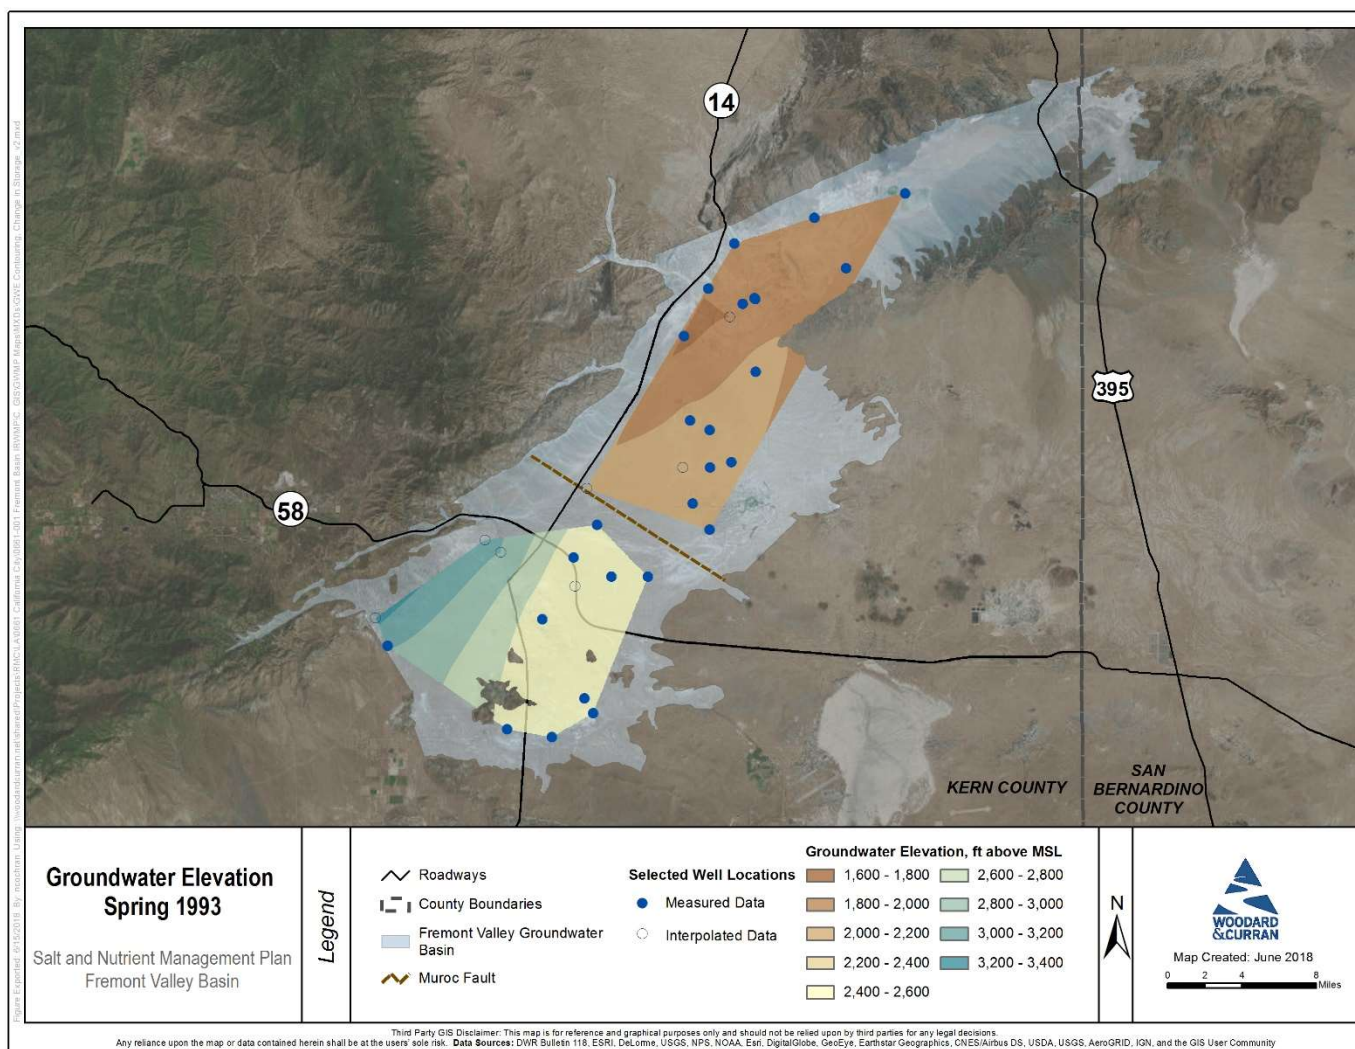 14
58
395
KERN COUNTY
SAN
BERNARDINO
COUNTY
Groundwater Elevation
Spring 1993
Salt and Nutrient Management Plan
Fremont Valley Basin
Legend
Roadways
County Boundaries
Fremont Valley Groundwater
Basin
Muroc Fault
Selected Well Locations
Measured Data
Interpolated Data
Groundwater Elevation, ft above MSL
1,600 - 1,800
1,800 - 2,000
2,000 - 2,200
2,200 - 2,400
2,400 - 2,600
2,600 - 2,800
2,800 - 3,000
3,000 - 3,200
3,200 - 3,400
N
WOODARD
&CURRAN
Map Created: June 2018
0 2 4 8
Miles
Third Party GIS Disclaimer: This map is for reference and graphical purposes only and should not be relied upon by third parties for any legal decisions.
Any reliance upon the map or data contained herein shall be at the users' sole risk. Data Sources: DWR Bulletin 118, ESRI, DeLorme, USGS, NPS, NOAA, Esri, DigitalGlobe, GeoEye, Earthstar Geographics, CNES/Airbus DS, USDA, USGS, AeroGRID, IGN, and the GIS User Community